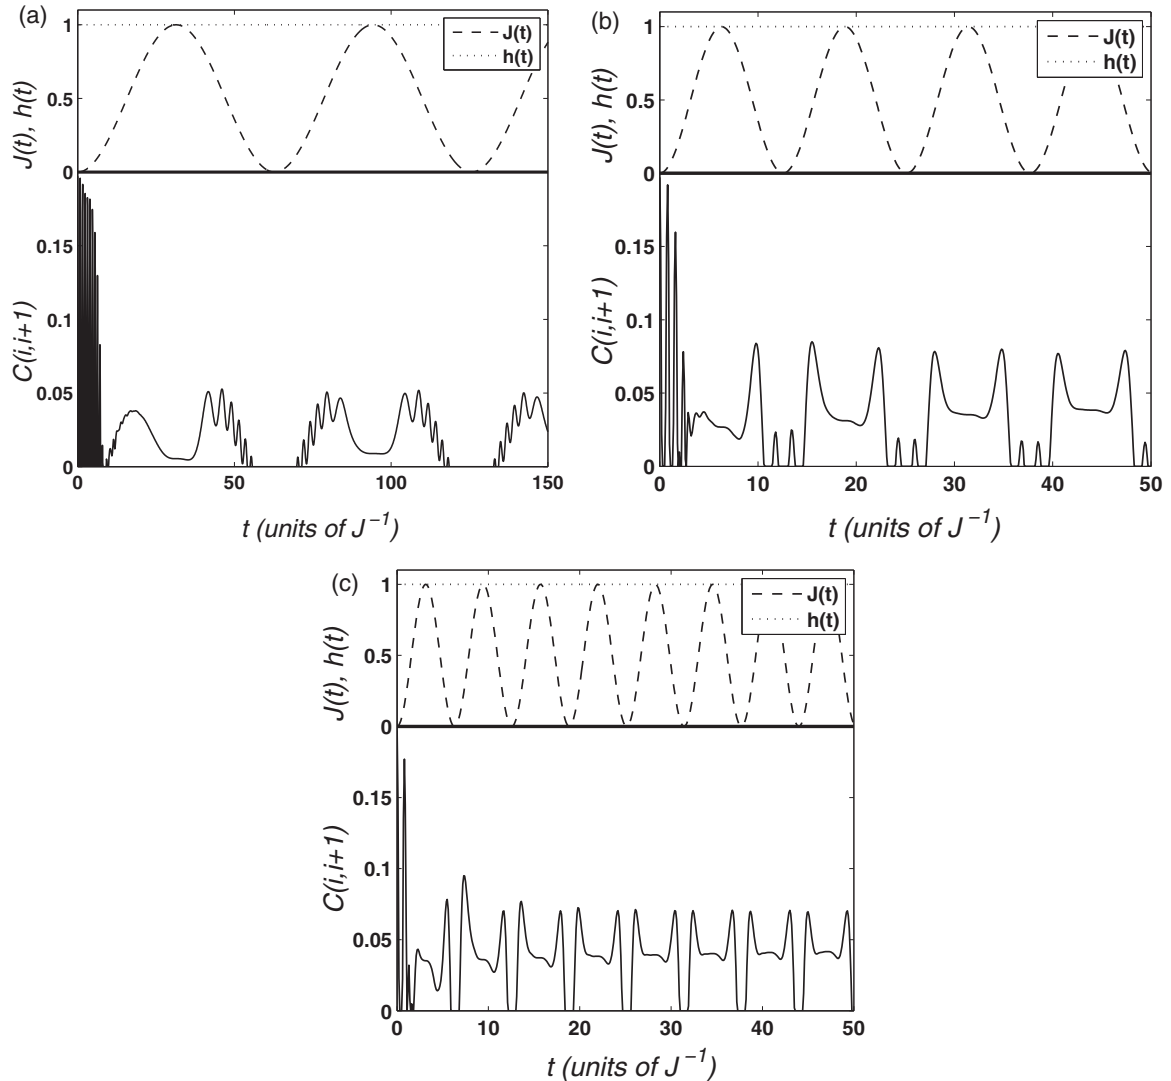 (a)
1
0.5
0
J(t), h(t)
J(t)
h(t)
0.15
0.1
0.05
0
C(i,i+1)
0 50 100 150
t (units of J⁻¹)
(b)
1
0.5
0
J(t), h(t)
J(t)
h(t)
0.15
0.1
0.05
0
C(i,i+1)
0 10 20 30 40 50
t (units of J⁻¹)
(c)
1
0.5
0
J(t), h(t)
J(t)
h(t)
0.15
0.1
0.05
0
C(i,i+1)
0 10 20 30 40 50
t (units of J⁻¹)